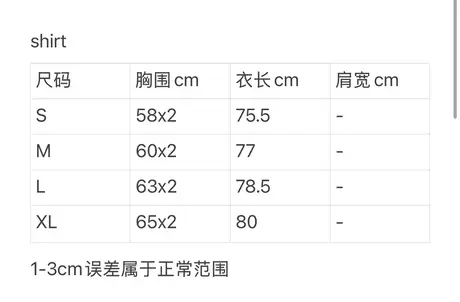 shirt
尺码 胸围cm 衣长cm 肩宽cm
S 58x2 75.5 -
M 60x2 77 -
L 63x2 78.5 -
XL 65x2 80 -
1-3cm误差属于正常范围